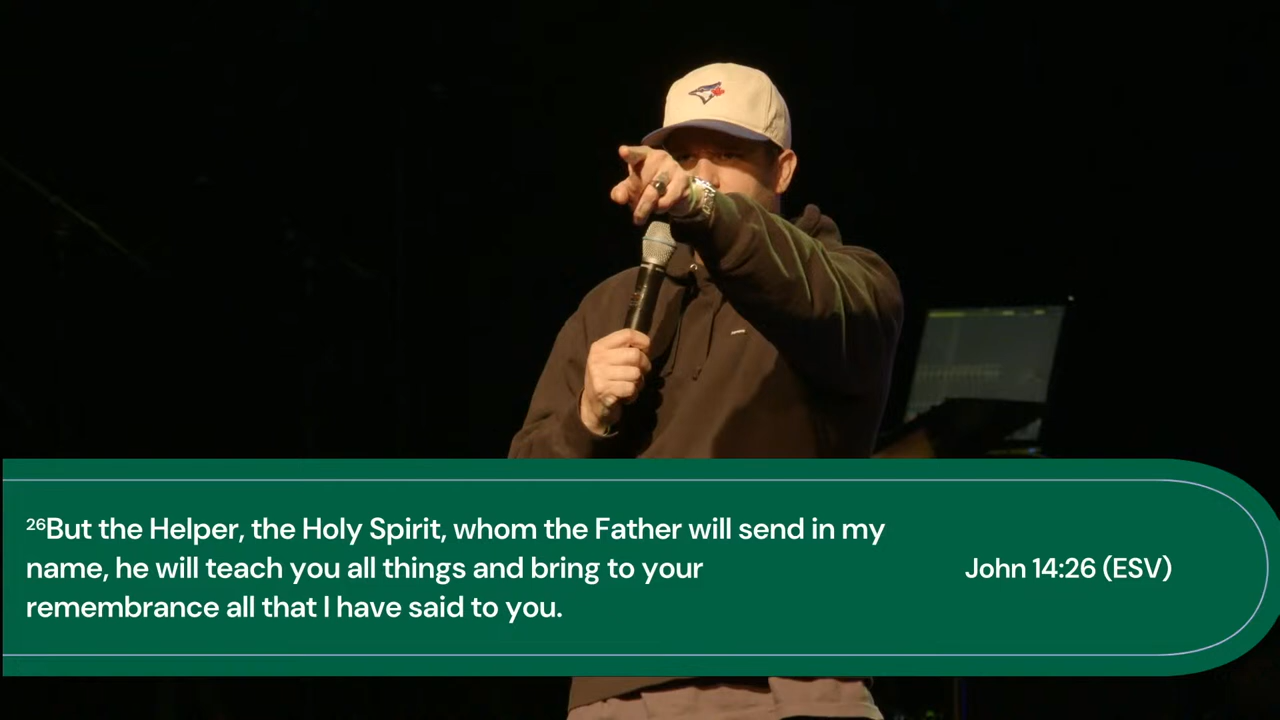 ²⁶But the Helper, the Holy Spirit, whom the Father will send in my
name, he will teach you all things and bring to your
remembrance all that I have said to you.
John 14:26 (ESV)